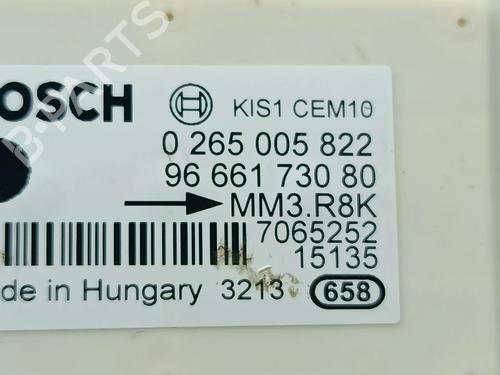 B-PARTS
OSCH KIS1 CEM10
0 265 005 822
96 661 730 80
MM3.R8K
7065252
15135
de in Hungary 3213 658